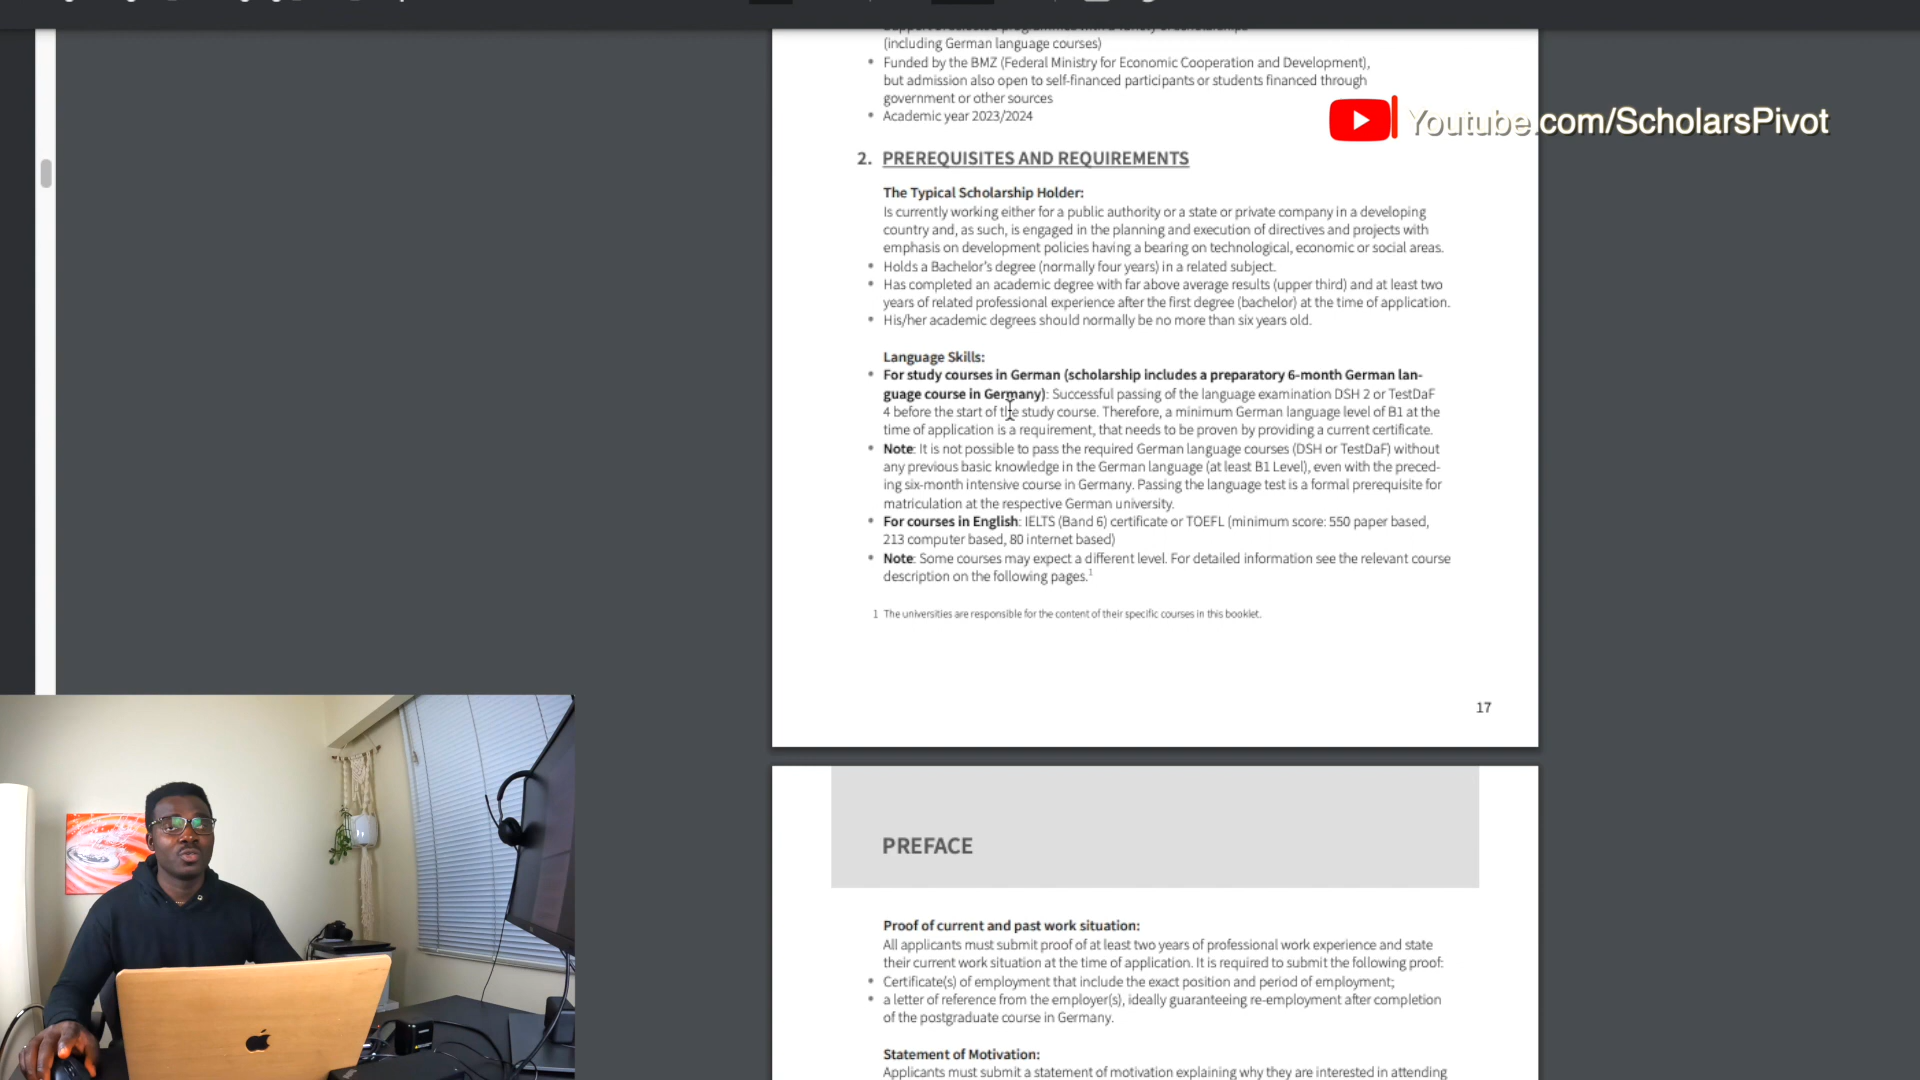 (including German language courses)
• Funded by the BMZ (Federal Ministry for Economic Cooperation and Development),
but admission also open to self-financed participants or students financed through
government or other sources
• Academic year 2023/2024
Youtube.com/ScholarsPivot
2. PREREQUISITES AND REQUIREMENTS
The Typical Scholarship Holder:
Is currently working either for a public authority or a state or private company in a developing
country and, as such, is engaged in the planning and execution of directives and projects with
emphasis on development policies having a bearing on technological, economic or social areas.
• Holds a Bachelor's degree (normally four years) in a related subject.
• Has completed an academic degree with far above average results (upper third) and at least two
years of related professional experience after the first degree (bachelor) at the time of application.
• His/her academic degrees should normally be no more than six years old.
Language Skills:
• For study courses in German (scholarship includes a preparatory 6-month German lan-
guage course in Germany): Successful passing of the language examination DSH 2 or TestDaF
4 before the start of the study course. Therefore, a minimum German language level of B1 at the
time of application is a requirement, that needs to be proven by providing a current certificate.
• Note: It is not possible to pass the required German language courses (DSH or TestDaF) without
any previous basic knowledge in the German language (at least B1 Level), even with the preced-
ing six-month intensive course in Germany. Passing the language test is a formal prerequisite for
matriculation at the respective German university.
• For courses in English: IELTS (Band 6) certificate or TOEFL (minimum score: 550 paper based,
213 computer based, 80 internet based)
• Note: Some courses may expect a different level. For detailed information see the relevant course
description on the following pages.1
1 The universities are responsible for the content of their specific courses in this booklet.
17
PREFACE
Proof of current and past work situation:
All applicants must submit proof of at least two years of professional work experience and state
their current work situation at the time of application. It is required to submit the following proof:
• Certificate(s) of employment that include the exact position and period of employment;
• a letter of reference from the employer(s), ideally guaranteeing re-employment after completion
of the postgraduate course in Germany.
Statement of Motivation:
Applicants must submit a statement of motivation explaining why they are interested in attending